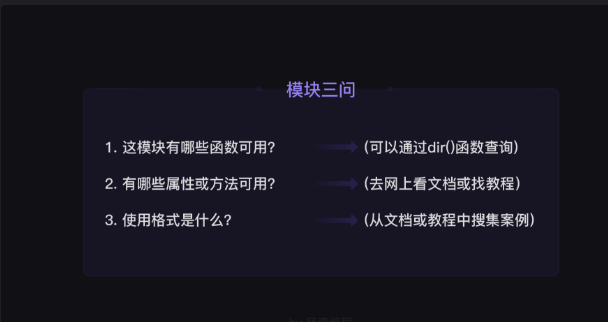 模块三问
1. 这模块有哪些函数可用? (可以通过dir()函数查询)
2. 有哪些属性或方法可用? (去网上看文档或找教程)
3. 使用格式是什么? (从文档或教程中搜集案例)